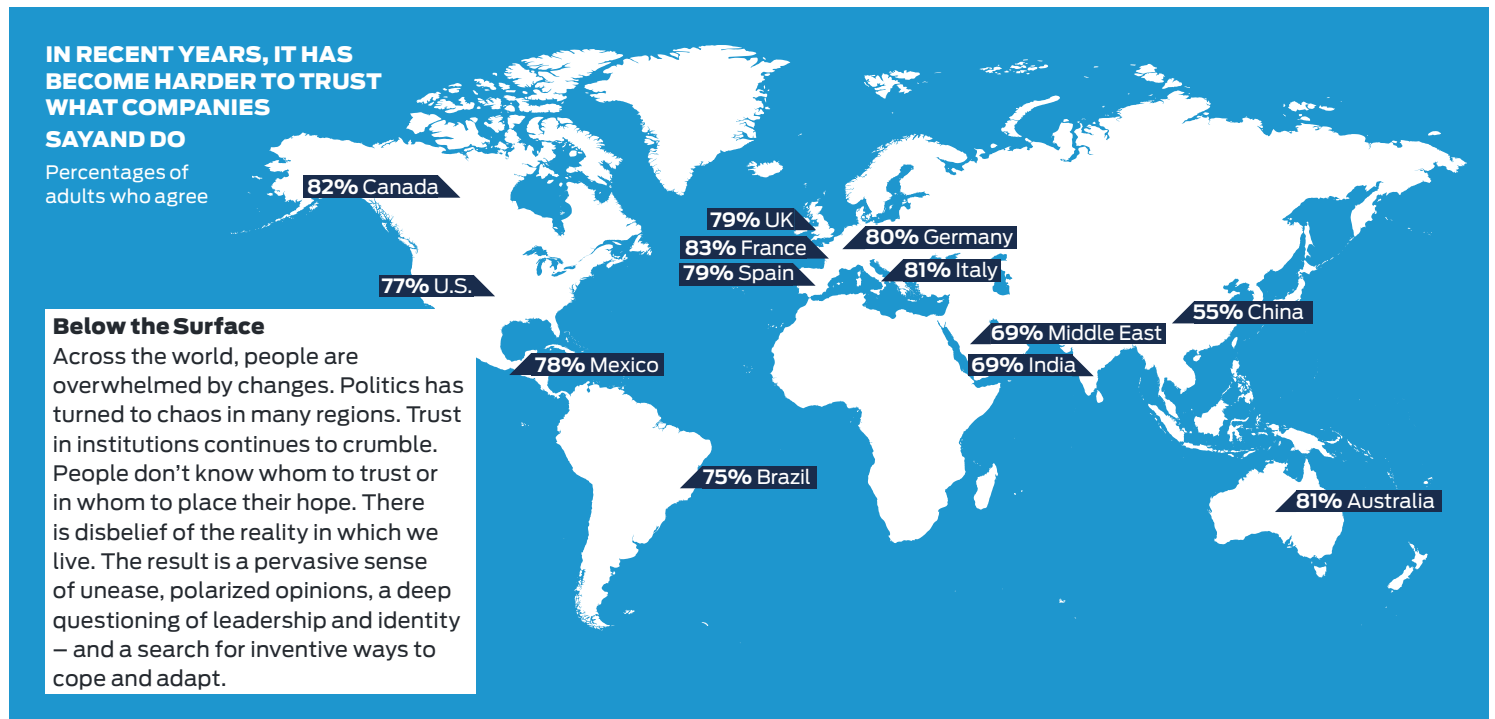 IN RECENT YEARS, IT HAS
BECOME HARDER TO TRUST
WHAT COMPANIES
SAYAND DO
Percentages of
adults who agree
82% Canada
79% UK
80% Germany
83% France
79% Spain
81% Italy
77% U.S.
55% China
69% Middle East
78% Mexico
69% India
75% Brazil
81% Australia
Below the Surface
Across the world, people are
overwhelmed by changes. Politics has
turned to chaos in many regions. Trust
in institutions continues to crumble.
People don’t know whom to trust or
in whom to place their hope. There
is disbelief of the reality in which we
live. The result is a pervasive sense
of unease, polarized opinions, a deep
questioning of leadership and identity
– and a search for inventive ways to
cope and adapt.